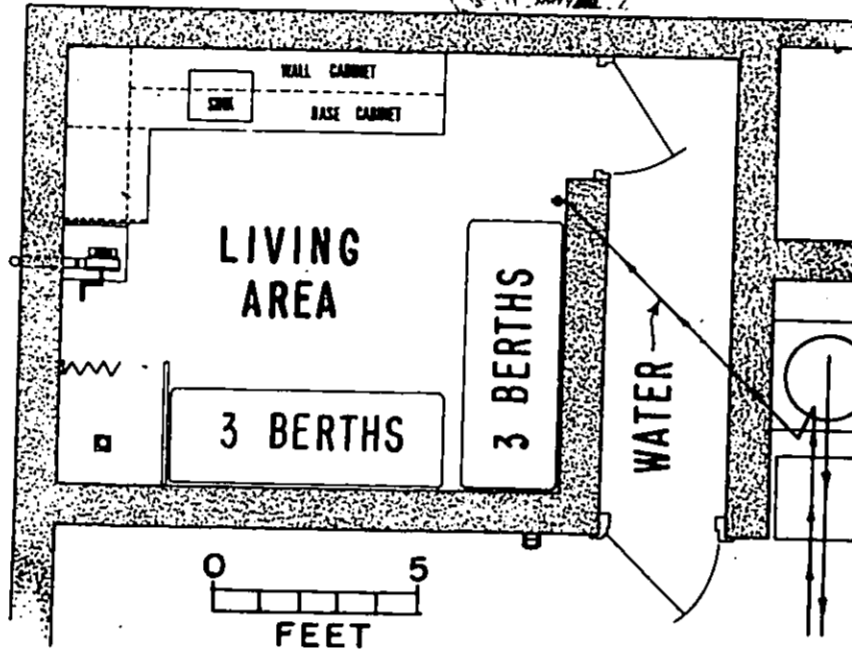 WALL CABINET
SINK
BASE CABINET
LIVING
AREA
3 BERTHS
3 BERTHS
WATER
0 5
FEET